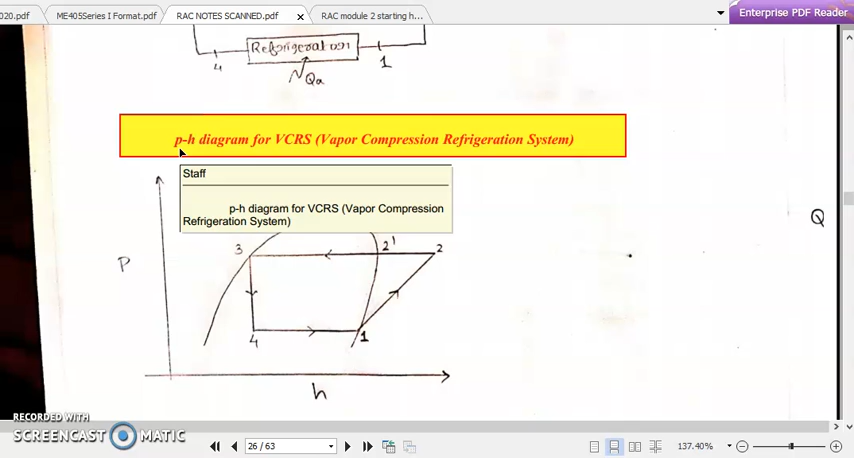 020.pdf
ME405Series I Format.pdf
RAC NOTES SCANNED.pdf
RAC module 2 starting h...
Enterprise PDF Reader
Refrigeration
4
1
Qa
p-h diagram for VCRS (Vapor Compression Refrigeration System)
Staff
p-h diagram for VCRS (Vapor Compression
Refrigeration System)
Q
3
2'
2
P
4
1
h
RECORDED WITH
SCREENCAST MATIC
26 / 63
137.40%